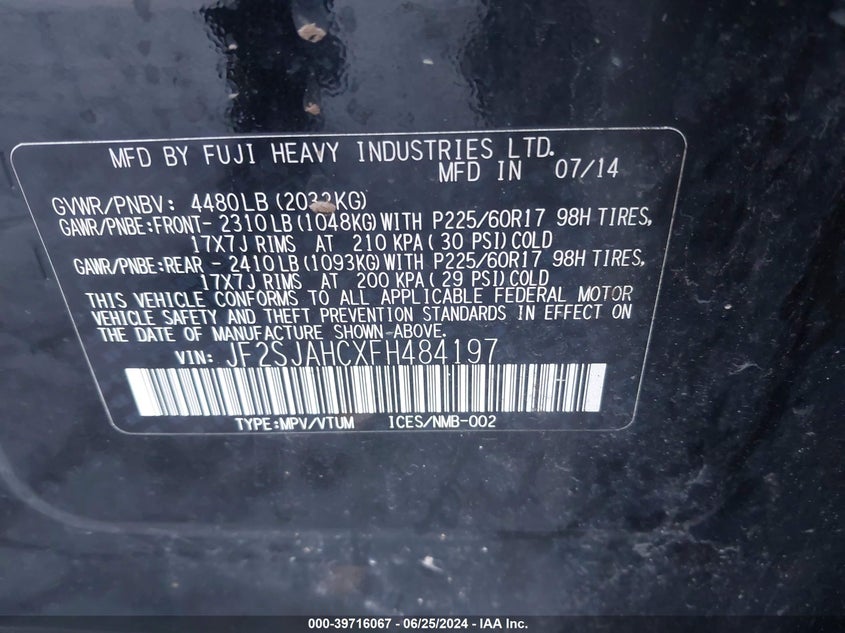 MFD BY FUJI HEAVY INDUSTRIES LTD.
MFD IN 07/14
GVWR/PNBV: 4480LB (2032KG)
GAWR/PNBE:FRONT- 2310LB (1048KG) WITH P225/60R17 98H TIRES,
17X7J RIMS AT 210 KPA ( 30 PSI) COLD
GAWR/PNBE:REAR - 2410LB (1093KG) WITH P225/60R17 98H TIRES,
17X7J RIMS AT 200 KPA ( 29 PSI) COLD
THIS VEHICLE CONFORMS TO ALL APPLICABLE FEDERAL MOTOR
VEHICLE SAFETY AND THEFT PREVENTION STANDARDS IN EFFECT ON
THE DATE OF MANUFACTURE SHOWN ABOVE.
VIN: JF2SJAHCXFH484197
TYPE:MPV/VTUM ICES/NMB-002
000-39716067 / 06/25/2024 - IAA Inc.